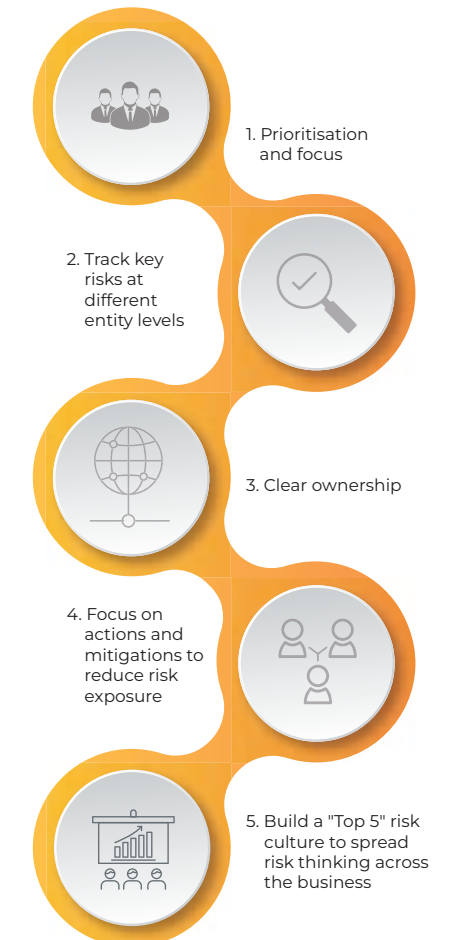 1. Prioritisation
and focus
2. Track key
risks at
different
entity levels
3. Clear ownership
4. Focus on
actions and
mitigations to
reduce risk
exposure
5. Build a "Top 5" risk
culture to spread
risk thinking across
the business